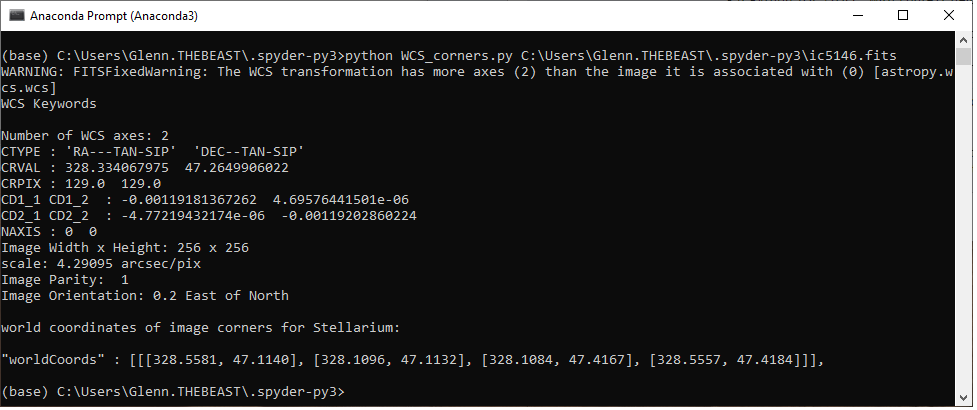 Anaconda Prompt (Anaconda3)
(base) C:\Users\Glenn.THEBEAST\.spyder-py3>python WCS_corners.py C:\Users\Glenn.THEBEAST\.spyder-py3\ic5146.fits
WARNING: FITSFixedWarning: The WCS transformation has more axes (2) than the image it is associated with (0) [astropy.w
cs.wcs]
WCS Keywords
Number of WCS axes: 2
CTYPE : 'RA---TAN-SIP'  'DEC--TAN-SIP'
CRVAL : 328.334067975  47.2649906022
CRPIX : 129.0  129.0
CD1_1 CD1_2  : -0.00119181367262  4.69576441501e-06
CD2_1 CD2_2  : -4.77219432174e-06  -0.00119202860224
NAXIS : 0  0
Image Width x Height: 256 x 256
scale: 4.29095 arcsec/pix
Image Parity:  1
Image Orientation: 0.2 East of North
world coordinates of image corners for Stellarium:
"worldCoords" : [[[328.5581, 47.1140], [328.1096, 47.1132], [328.1084, 47.4167], [328.5557, 47.4184]]],
(base) C:\Users\Glenn.THEBEAST\.spyder-py3>